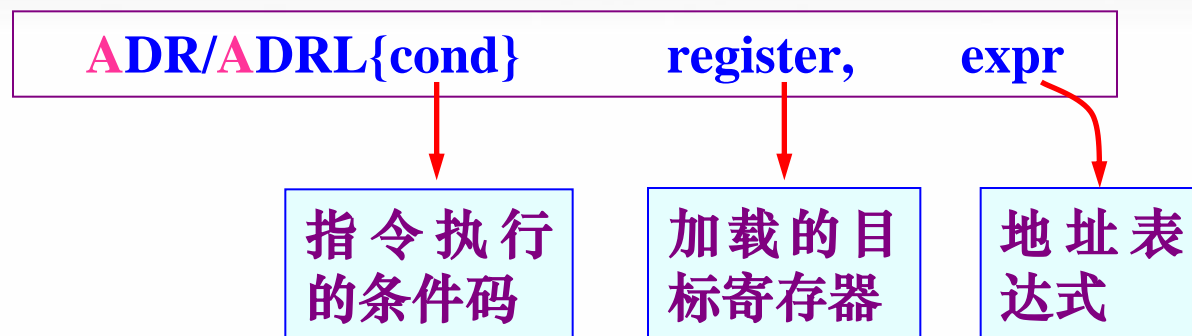 ADR/ADRL{cond} register, expr
指令执行
的条件码
加载的目
标寄存器
地址表
达式